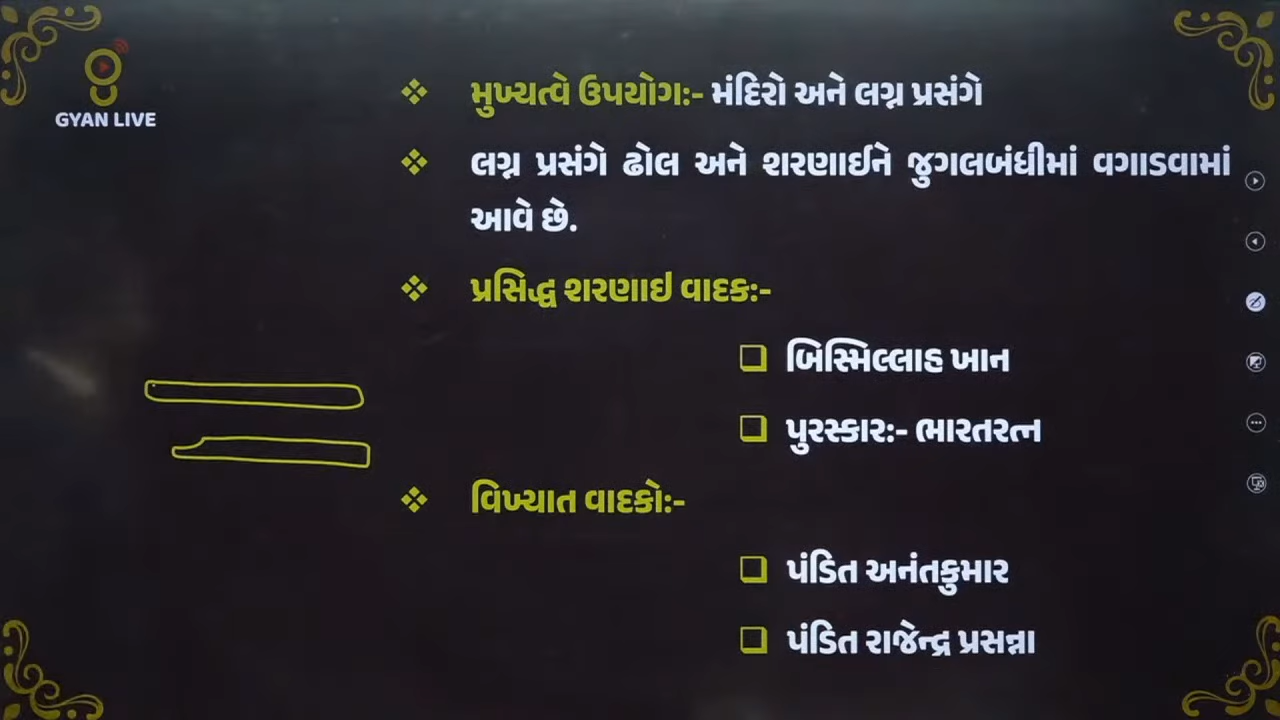 GYAN LIVE
મુખ્યત્વે ઉપયોગ:- મંદિરો અને લગ્ન પ્રસંગે
લગ્ન પ્રસંગે ઢોલ અને શરણાઈને જુગલબંધીમાં વગાડવામાં
આવે છે.
પ્રસિદ્ધ શરણાઇ વાદક:-
બિસ્મિલ્લાહ ખાન
પુરસ્કાર:- ભારતરત્ન
વિખ્યાત વાદકો:-
પંડિત અનંતકુમાર
પંડિત રાજેન્દ્ર પ્રસન્ના